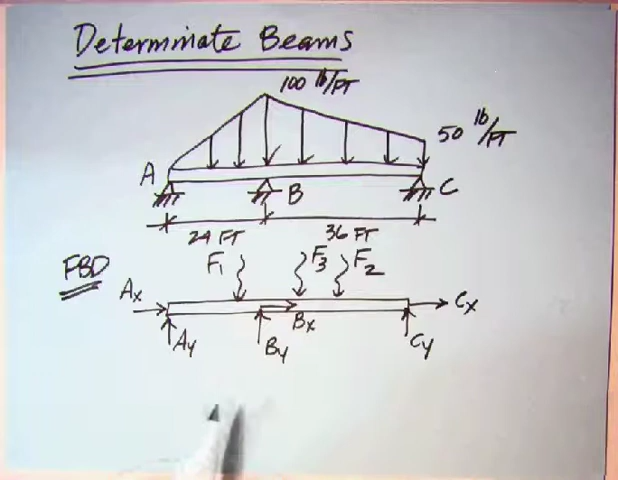 Determinate Beams
100 lb/FT
50 lb/FT
A
B
C
24 FT
36 FT
FBD
F1
F3
F2
Ax
Bx
Cx
Ay
By
Cy